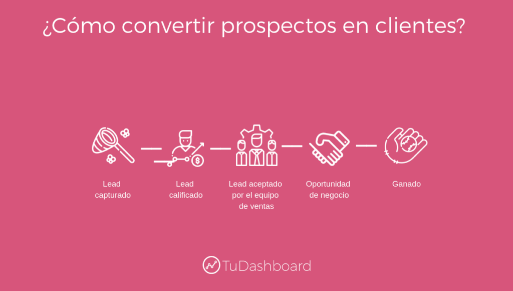 ¿Cómo convertir prospectos en clientes?
Lead
capturado
Lead
calificado
Lead aceptado
por el equipo
de ventas
Oportunidad
de negocio
Ganado
TuDashboard